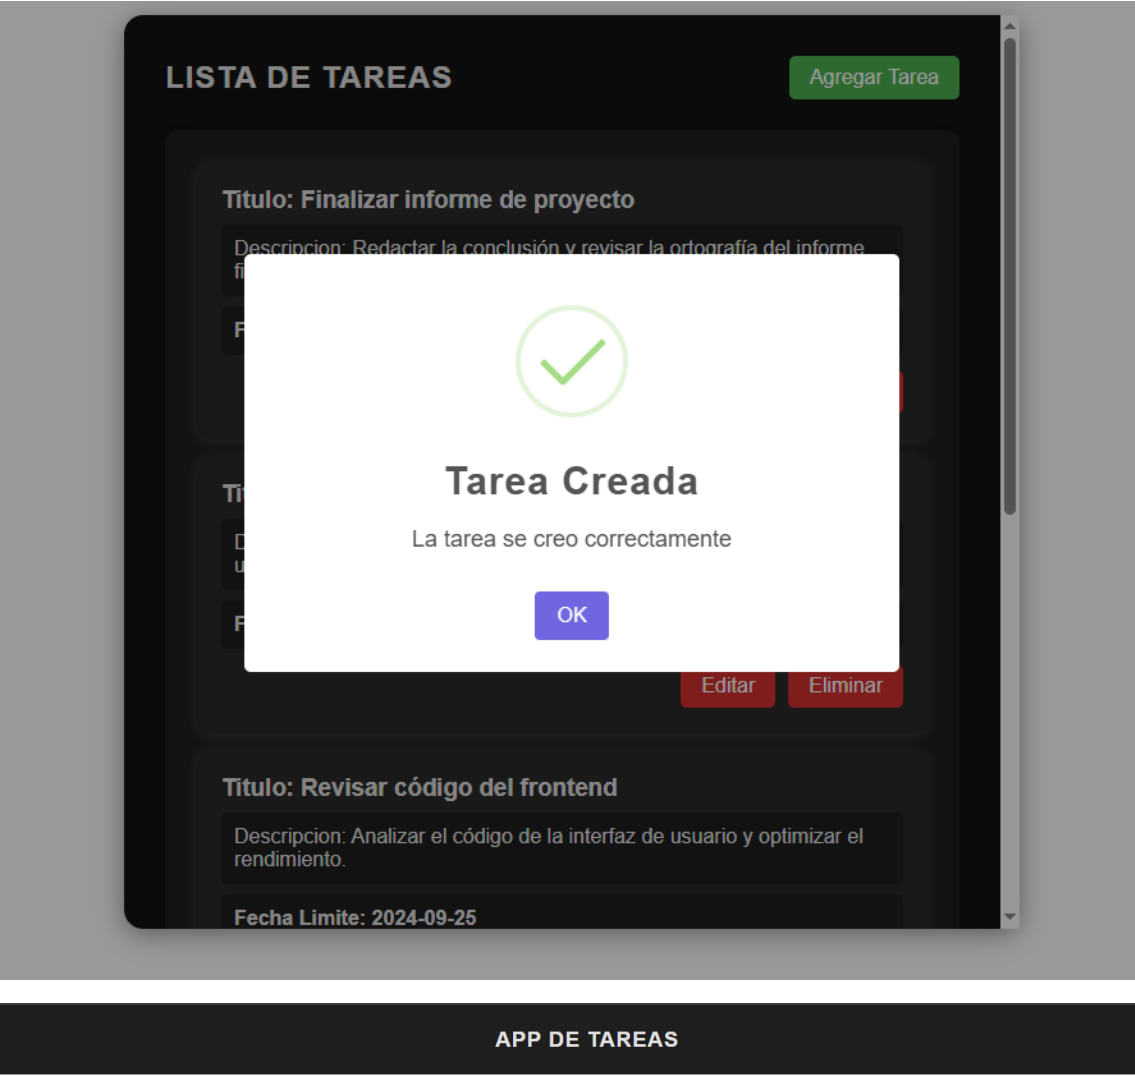 LISTA DE TAREAS
Agregar Tarea
Titulo: Finalizar informe de proyecto
Descripcion: Redactar la conclusión y revisar la ortografía del informe
Tarea Creada
La tarea se creo correctamente
OK
Editar
Eliminar
Titulo: Revisar código del frontend
Descripcion: Analizar el código de la interfaz de usuario y optimizar el
rendimiento.
Fecha Limite: 2024-09-25
APP DE TAREAS